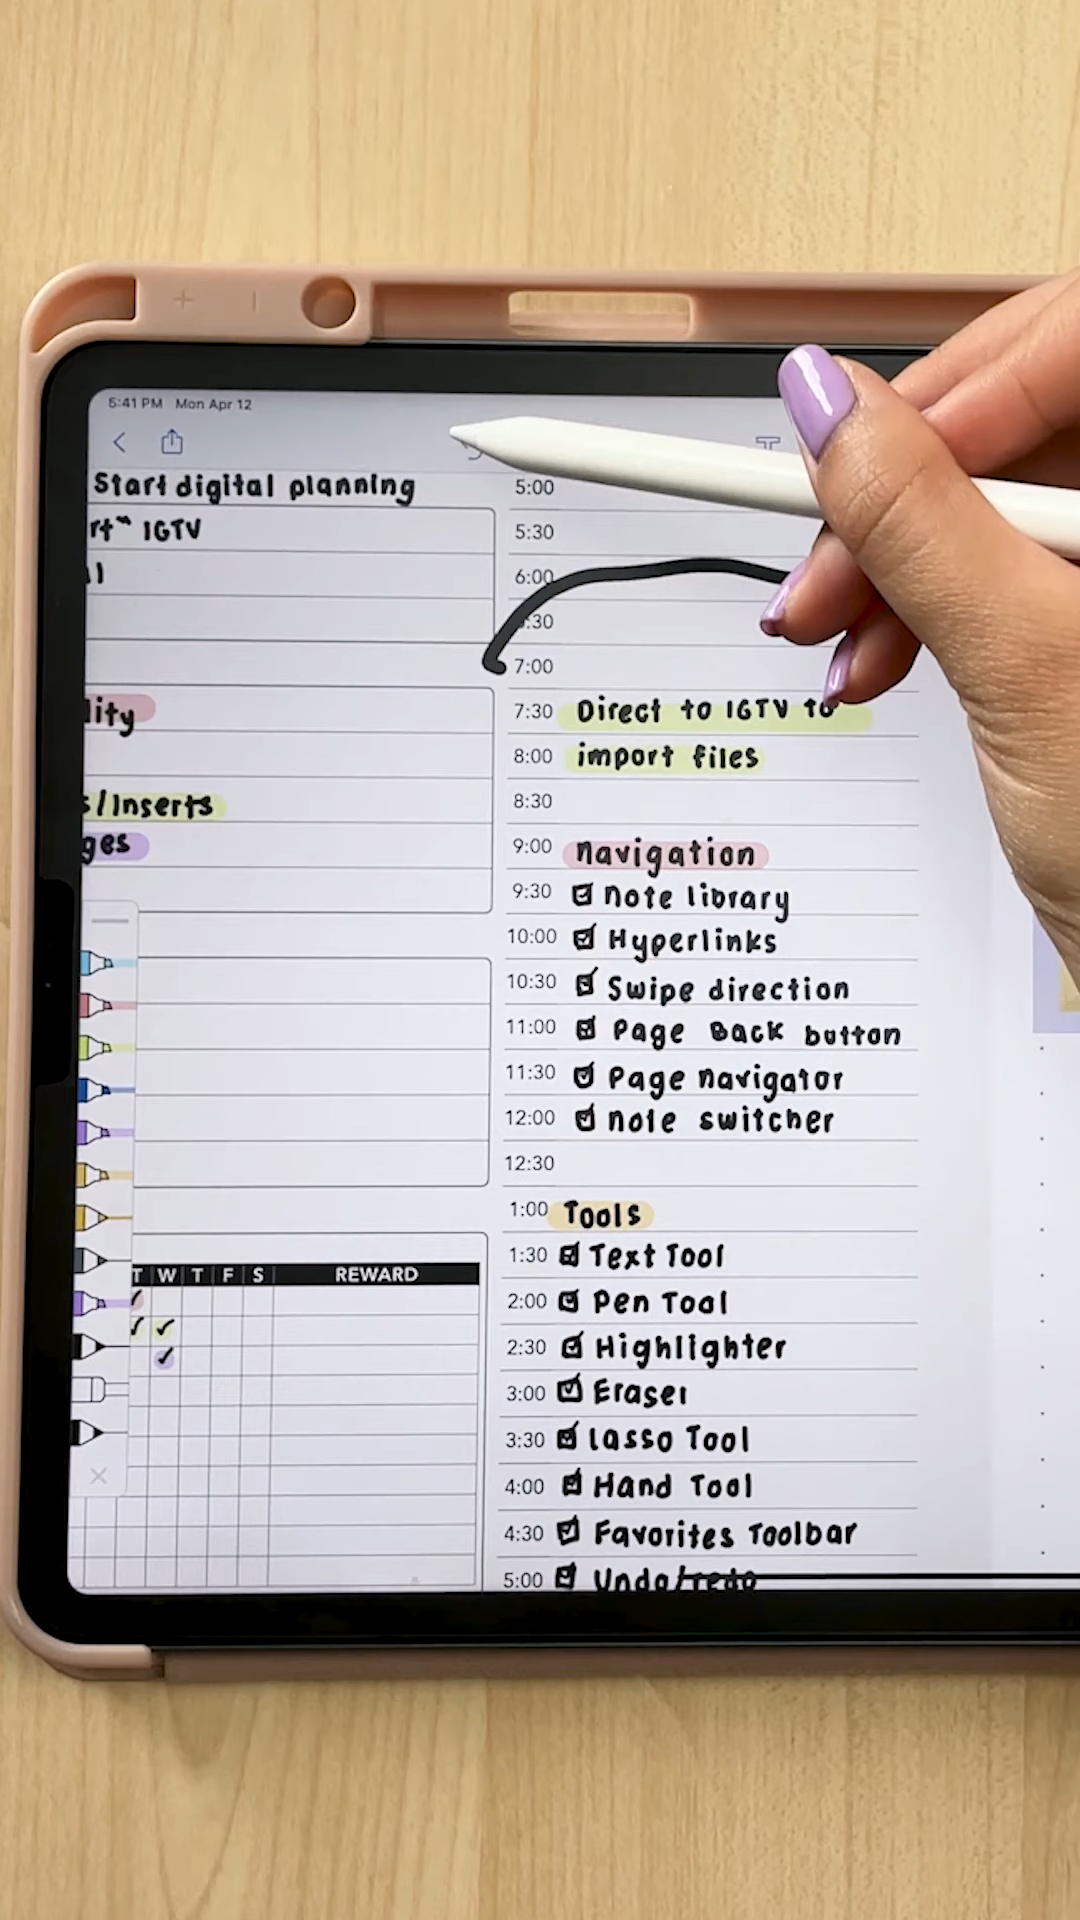 5:41 PM Mon Apr 12
Start digital planning
IGTV
s/Inserts
T W T F S REWARD
5:00
5:30
6:00
:30
7:00
7:30 Direct to IGTV to
8:00 import files
8:30
9:00 navigation
9:30 note library
10:00 Hyperlinks
10:30 Swipe direction
11:00 Page Back button
11:30 Page navigator
12:00 note switcher
12:30
1:00 Tools
1:30 Text Tool
2:00 Pen Tool
2:30 Highlighter
3:00 Eraser
3:30 Lasso Tool
4:00 Hand Tool
4:30 Favorites Toolbar
5:00 Undo/redo